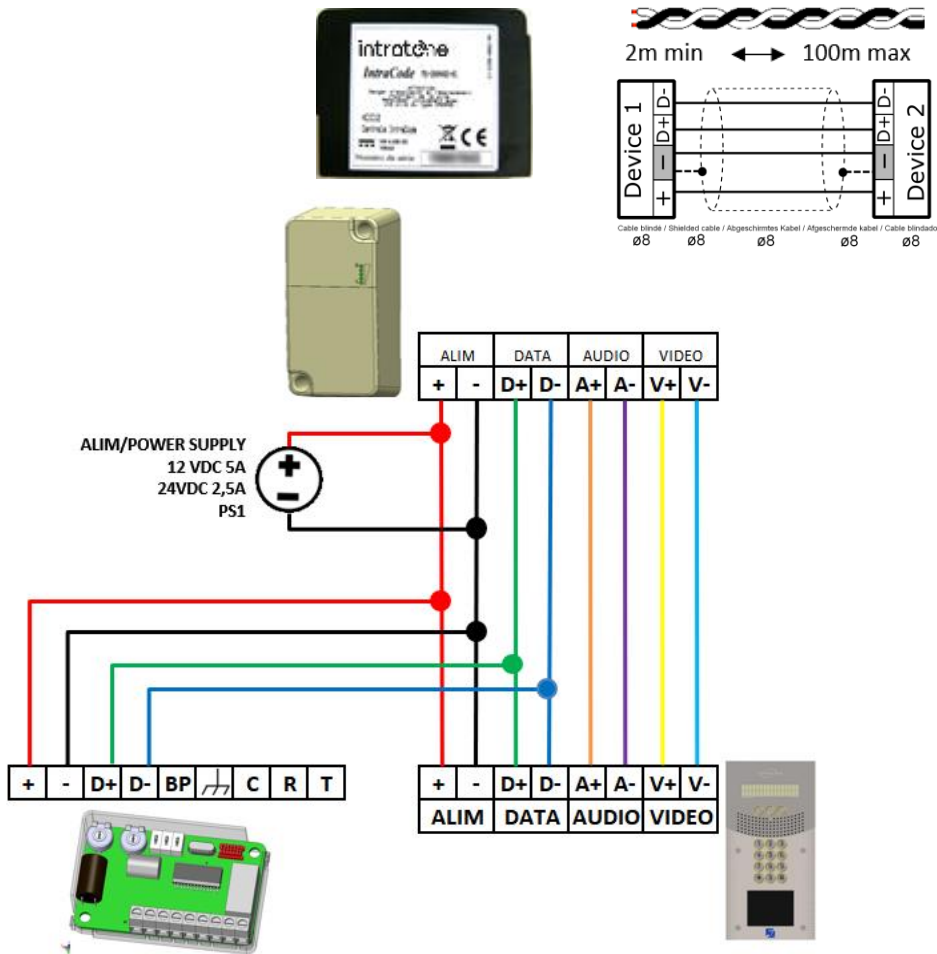 intratone
IntraCode
Controle IntraCode
2m min 100m max
Device 1
D-
D+
-
+
Device 2
D-
D+
-
+
Cable blindé / Shielded cable / Abgeschirmtes Kabel / Afgeschermde kabel / Cable blindado
ø8 ø8 ø8 ø8 ø8
ALIM DATA AUDIO VIDEO
+ - D+ D- A+ A- V+ V-
ALIM/POWER SUPPLY
12 VDC 5A
24VDC 2,5A
PS1
+
-
+ - D+ D- BP C R T
+ - D+ D- A+ A- V+ V-
ALIM DATA AUDIO VIDEO